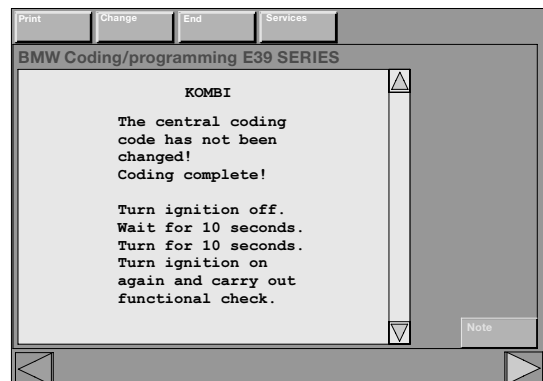 Print Change End Services
BMW Coding/programming E39 SERIES
KOMBI
The central coding
code has not been
changed!
Coding complete!
Turn ignition off.
Wait for 10 seconds.
Turn for 10 seconds.
Turn ignition on
again and carry out
functional check.
Note